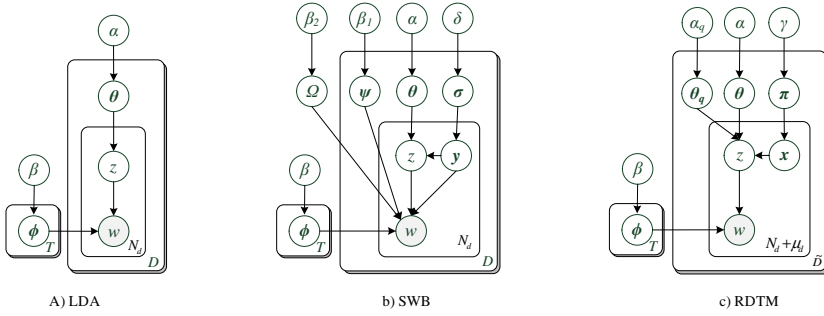 α
θ
z
β
ϕ
T
w
N_d
D
A) LDA
β₂
β₁
α
δ
Ω
ψ
θ
σ
z
y
β
ϕ
T
w
N_d
D
b) SWB
α_q
α
γ
θ_q
θ
π
z
x
β
ϕ
T
w
N_d+μ_d
D̃
c) RDTM